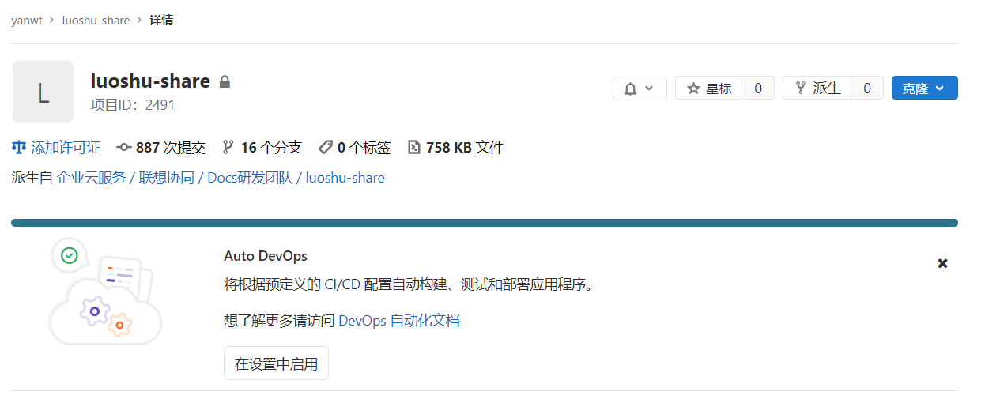 yanwt > luoshu-share > 详情
L
luoshu-share
项目ID：2491
星标 0 派生 0 克隆
添加许可证 887 次提交 16 个分支 0 个标签 758 KB 文件
派生自 企业云服务 / 联想协同 / Docs研发团队 / luoshu-share
Auto DevOps
将根据预定义的 CI/CD 配置自动构建、测试和部署应用程序。
想了解更多请访问 DevOps 自动化文档
在设置中启用